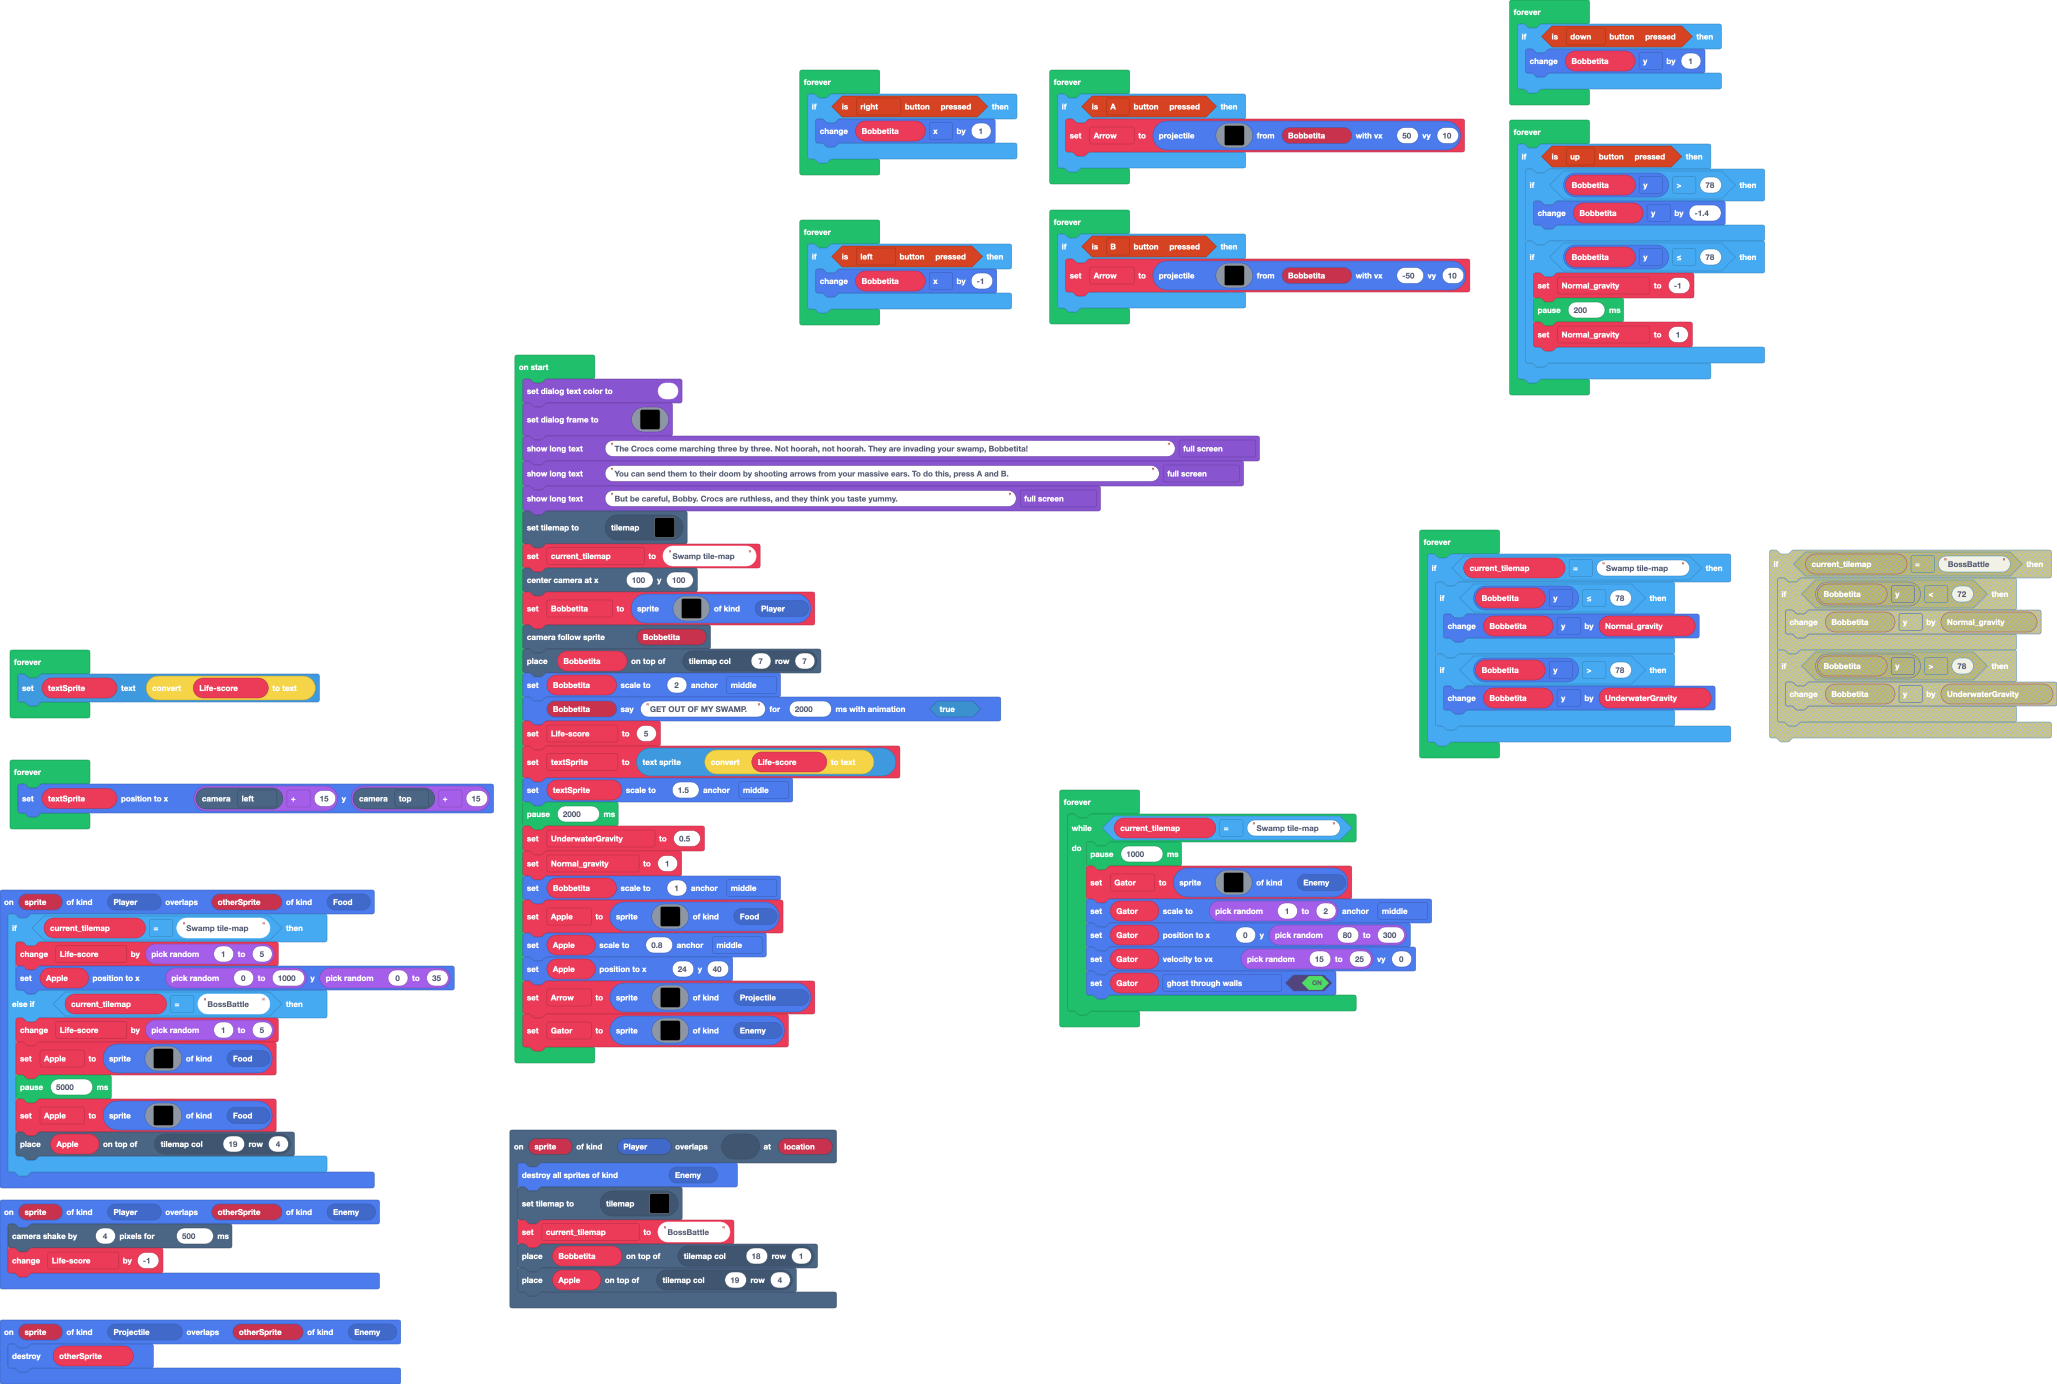 forever
if is down button pressed then
change Bobbetita y by 1
forever
if is right button pressed then
change Bobbetita x by 1
forever
if is A button pressed then
set Arrow to projectile from Bobbetita with vx 50 vy 10
forever
if is up button pressed then
if Bobbetita y > 78 then
change Bobbetita y by -1.4
if Bobbetita y ≤ 78 then
set Normal_gravity to -1
pause 200 ms
set Normal_gravity to 1
forever
if is left button pressed then
change Bobbetita x by -1
forever
if is B button pressed then
set Arrow to projectile from Bobbetita with vx -50 vy 10
on start
set dialog text color to
set dialog frame to
show long text "The Crocs come marching three by three. Not hoorah, not hoorah. They are invading your swamp, Bobbetita!" full screen
show long text "You can send them to their doom by shooting arrows from your massive ears. To do this, press A and B." full screen
show long text "But be careful, Bobby. Crocs are ruthless, and they think you taste yummy." full screen
set tilemap to tilemap
set current_tilemap to "Swamp tile-map"
center camera at x 100 y 100
set Bobbetita to sprite of kind Player
camera follow sprite Bobbetita
place Bobbetita on top of tilemap col 7 row 7
set Bobbetita scale to 2 anchor middle
Bobbetita say "GET OUT OF MY SWAMP." for 2000 ms with animation true
set Life-score to 5
set textSprite to text sprite convert Life-score to text
set textSprite scale to 1.5 anchor middle
pause 2000 ms
set UnderwaterGravity to 0.5
set Normal_gravity to 1
set Bobbetita scale to 1 anchor middle
set Apple to sprite of kind Food
set Apple scale to 0.8 anchor middle
set Apple position to x 24 y 40
set Arrow to sprite of kind Projectile
set Gator to sprite of kind Enemy
forever
if current_tilemap = "Swamp tile-map" then
if Bobbetita y ≤ 78 then
change Bobbetita y by Normal_gravity
if Bobbetita y > 78 then
change Bobbetita y by UnderwaterGravity
if current_tilemap = "BossBattle" then
if Bobbetita y < 72 then
change Bobbetita y by Normal_gravity
if Bobbetita y > 78 then
change Bobbetita y by UnderwaterGravity
forever
set textSprite text convert Life-score to text
forever
set textSprite position to x camera left + 15 y camera top + 15
forever
while current_tilemap = "Swamp tile-map"
do pause 1000 ms
set Gator to sprite of kind Enemy
set Gator scale to pick random 1 to 2 anchor middle
set Gator position to x 0 y pick random 80 to 300
set Gator velocity to vx pick random 15 to 25 vy 0
set Gator ghost through walls ON
on sprite of kind Player overlaps otherSprite of kind Food
if current_tilemap = "Swamp tile-map" then
change Life-score by pick random 1 to 5
set Apple position to x pick random 0 to 1000 y pick random 0 to 35
else if current_tilemap = "BossBattle" then
change Life-score by pick random 1 to 5
set Apple to sprite of kind Food
pause 5000 ms
set Apple to sprite of kind Food
place Apple on top of tilemap col 19 row 4
on sprite of kind Player overlaps at location
destroy all sprites of kind Enemy
set tilemap to tilemap
set current_tilemap to "BossBattle"
place Bobbetita on top of tilemap col 18 row 1
place Apple on top of tilemap col 19 row 4
on sprite of kind Player overlaps otherSprite of kind Enemy
camera shake by 4 pixels for 500 ms
change Life-score by -1
on sprite of kind Projectile overlaps otherSprite of kind Enemy
destroy otherSprite